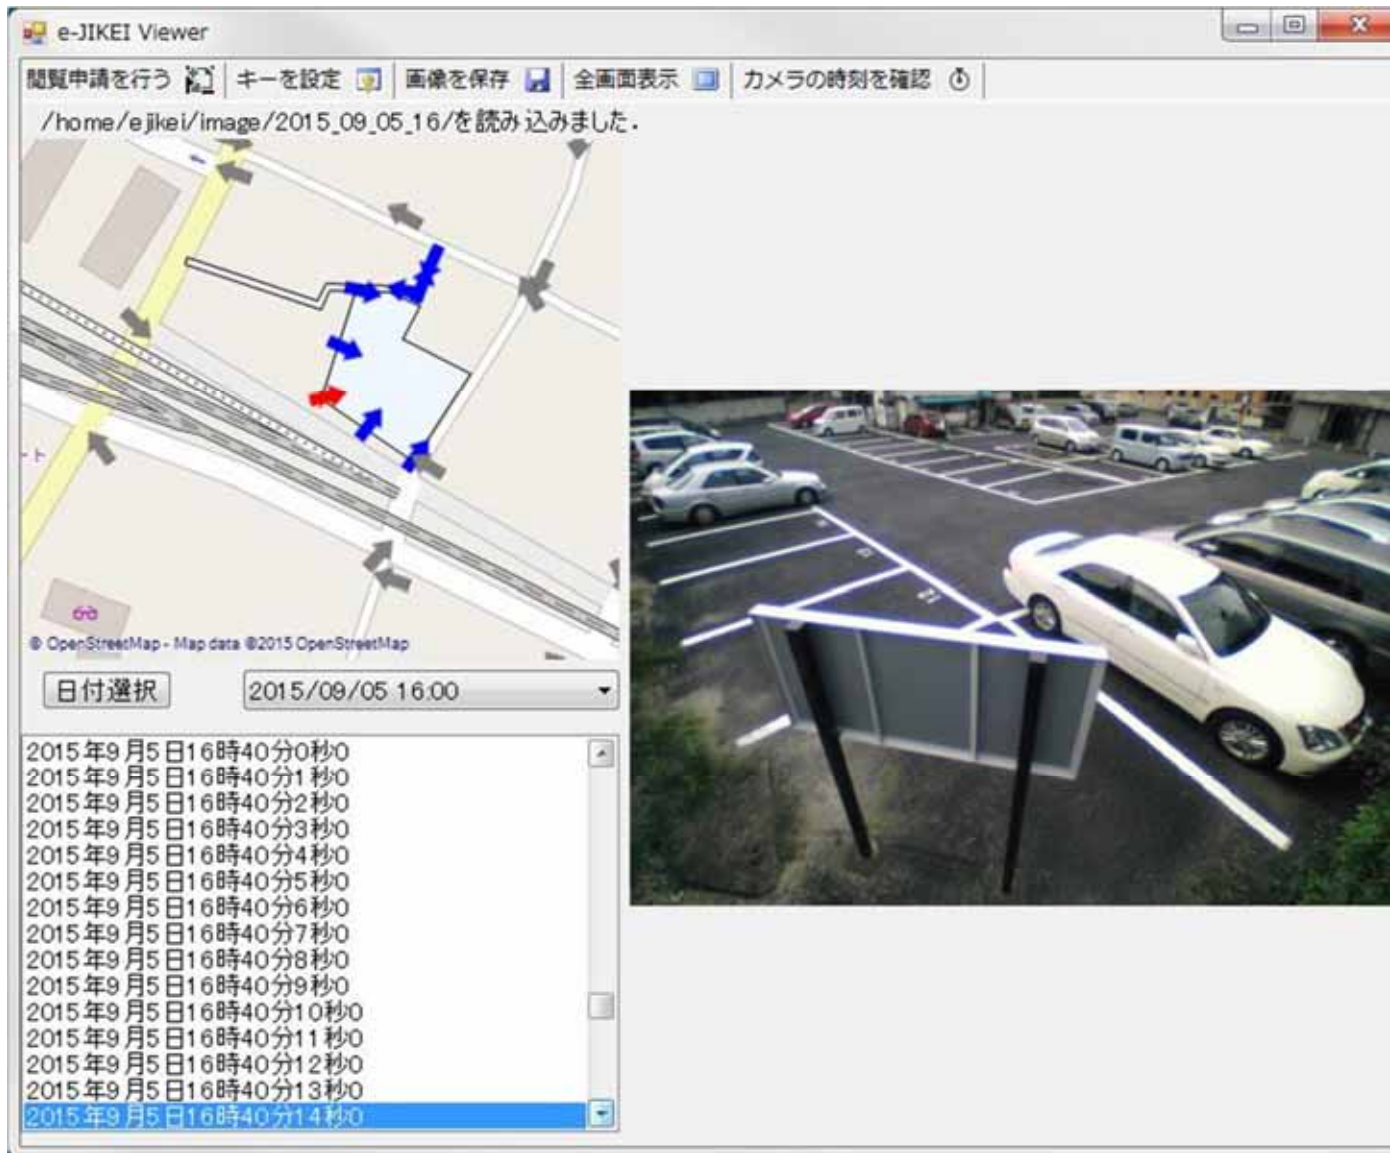 e-JIKEI Viewer
閲覧申請を行う キーを設定 画像を保存 全画面表示 カメラの時刻を確認
/home/ejikei/image/2015_09_05_16/を読み込みました.
ート
© OpenStreetMap - Map data ©2015 OpenStreetMap
日付選択 2015/09/05 16:00
2015年9月5日16時40分0秒0
2015年9月5日16時40分1秒0
2015年9月5日16時40分2秒0
2015年9月5日16時40分3秒0
2015年9月5日16時40分4秒0
2015年9月5日16時40分5秒0
2015年9月5日16時40分6秒0
2015年9月5日16時40分7秒0
2015年9月5日16時40分8秒0
2015年9月5日16時40分9秒0
2015年9月5日16時40分10秒0
2015年9月5日16時40分11秒0
2015年9月5日16時40分12秒0
2015年9月5日16時40分13秒0
2015年9月5日16時40分14秒0